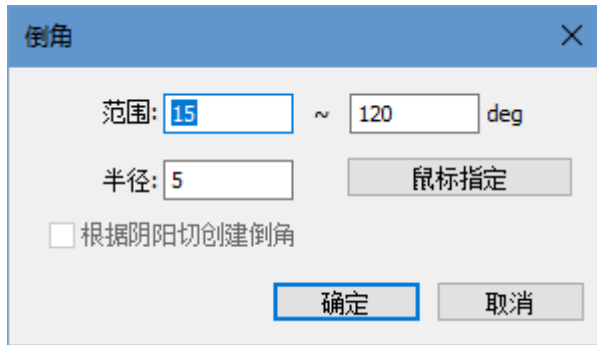 倒角
范围: 15 ~ 120 deg
半径: 5 鼠标指定
根据阴阳切创建倒角
确定 取消